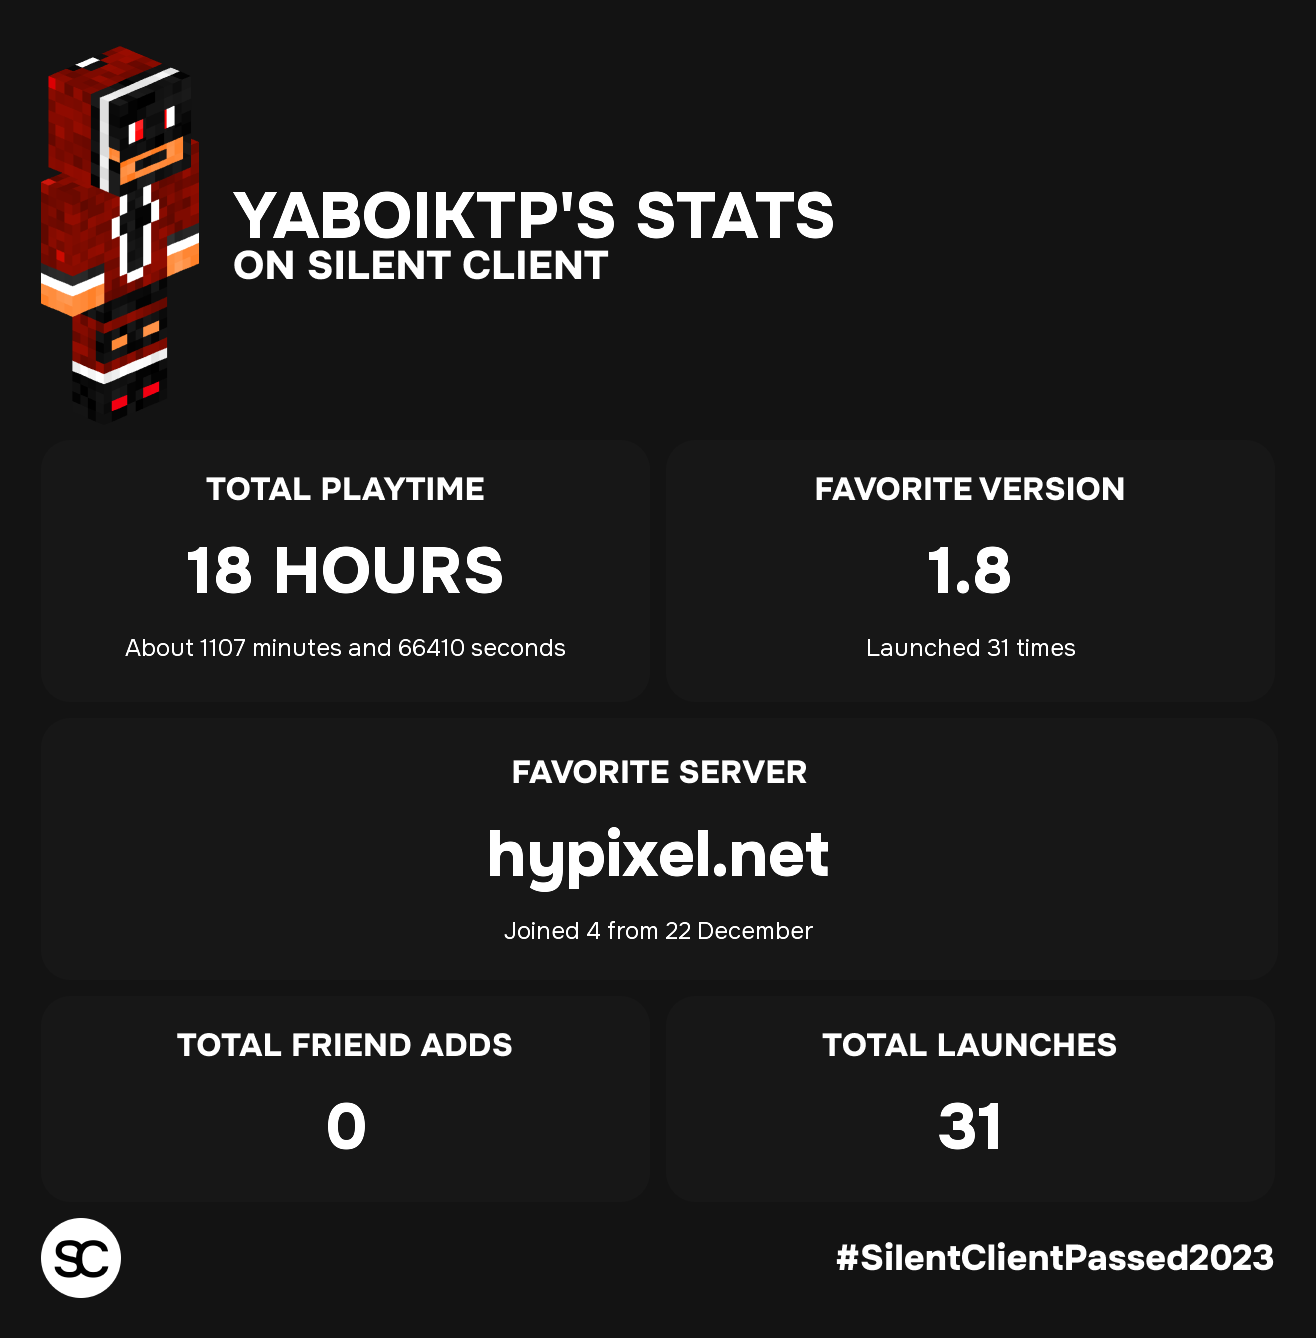 YABOIKTP'S STATS
ON SILENT CLIENT
TOTAL PLAYTIME
18 HOURS
About 1107 minutes and 66410 seconds
FAVORITE VERSION
1.8
Launched 31 times
FAVORITE SERVER
hypixel.net
Joined 4 from 22 December
TOTAL FRIEND ADDS
0
TOTAL LAUNCHES
31
SC
#SilentClientPassed2023